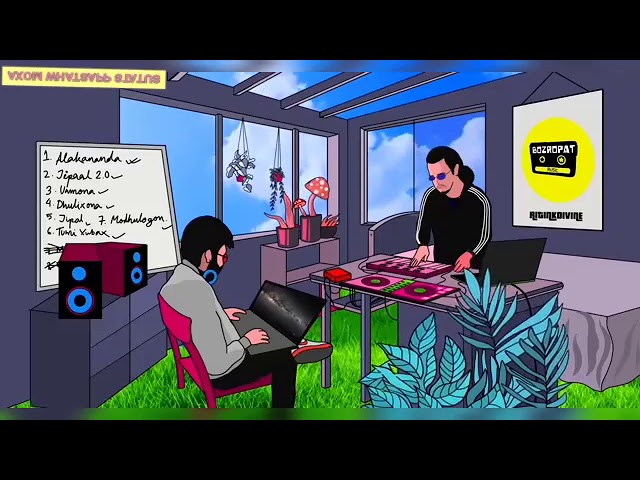 AXOM WHATSAPP
STATUS
1. Makananda
2. Jipaal 2.0
3. Unmona
4. Dhulixona
5. Jipal 7. Modhulogon
6. Tumi Xubax
BOZROPAT
MUSIC
RITINKDIVINE